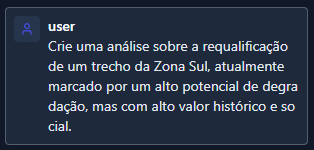 user
Crie uma análise sobre a requalificação
de um trecho da Zona Sul, atualmente
marcado por um alto potencial de degra
dação, mas com alto valor histórico e so
cial.